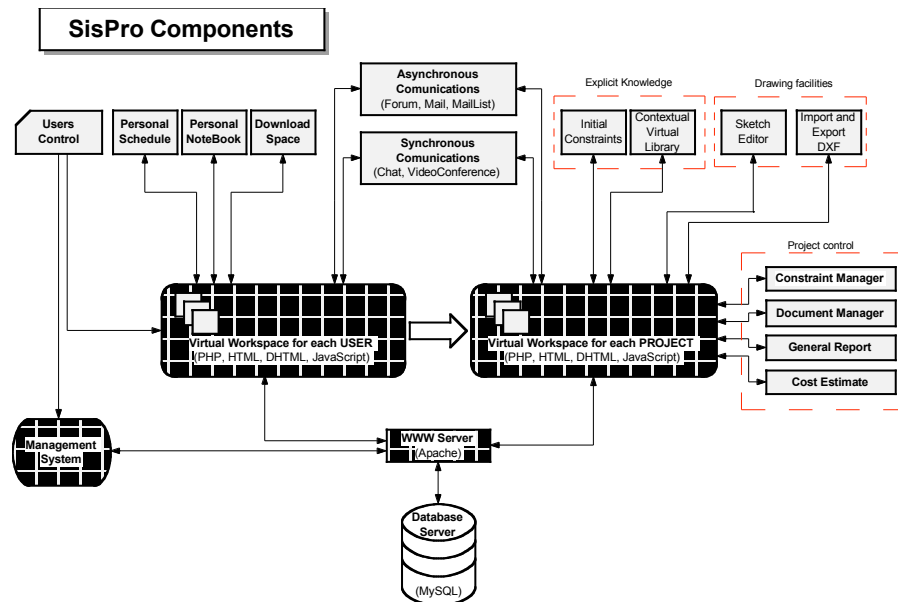 SisPro Components
Users
Control
Personal
Schedule
Personal
NoteBook
Download
Space
Asynchronous
Comunications
(Forum, Mail, MailList)
Synchronous
Comunications
(Chat, VideoConference)
Explicit Knowledge
Initial
Constraints
Contextual
Virtual
Library
Drawing facilities
Sketch
Editor
Import and
Export
DXF
Project control
Constraint Manager
Document Manager
General Report
Cost Estimate
Virtual Workspace for each USER
(PHP, HTML, DHTML, JavaScript)
Virtual Workspace for each PROJECT
(PHP, HTML, DHTML, JavaScript)
Management
System
WWW Server
(Apache)
Database
Server
(MySQL)